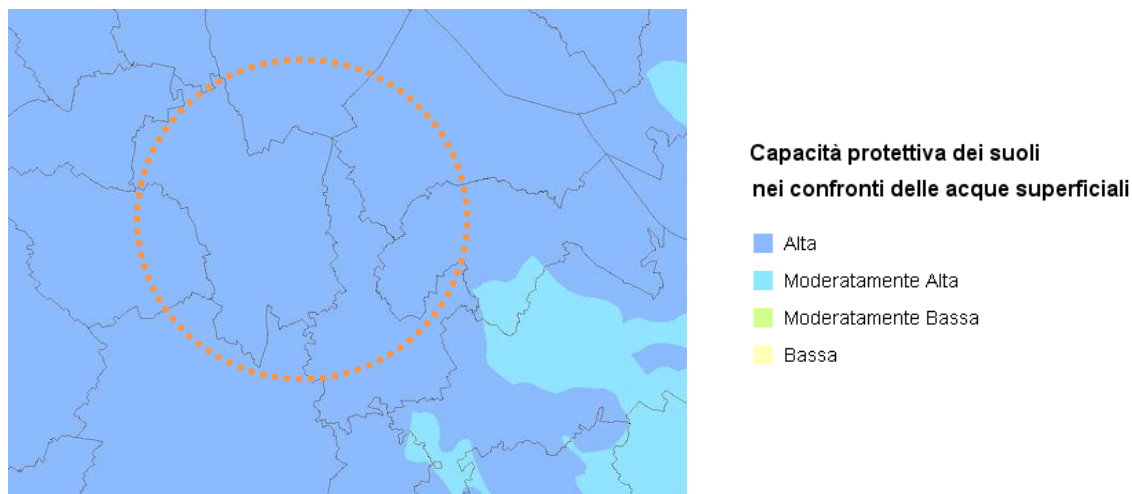 Capacità protettiva dei suoli
nei confronti delle acque superficiali
Alta
Moderatamente Alta
Moderatamente Bassa
Bassa